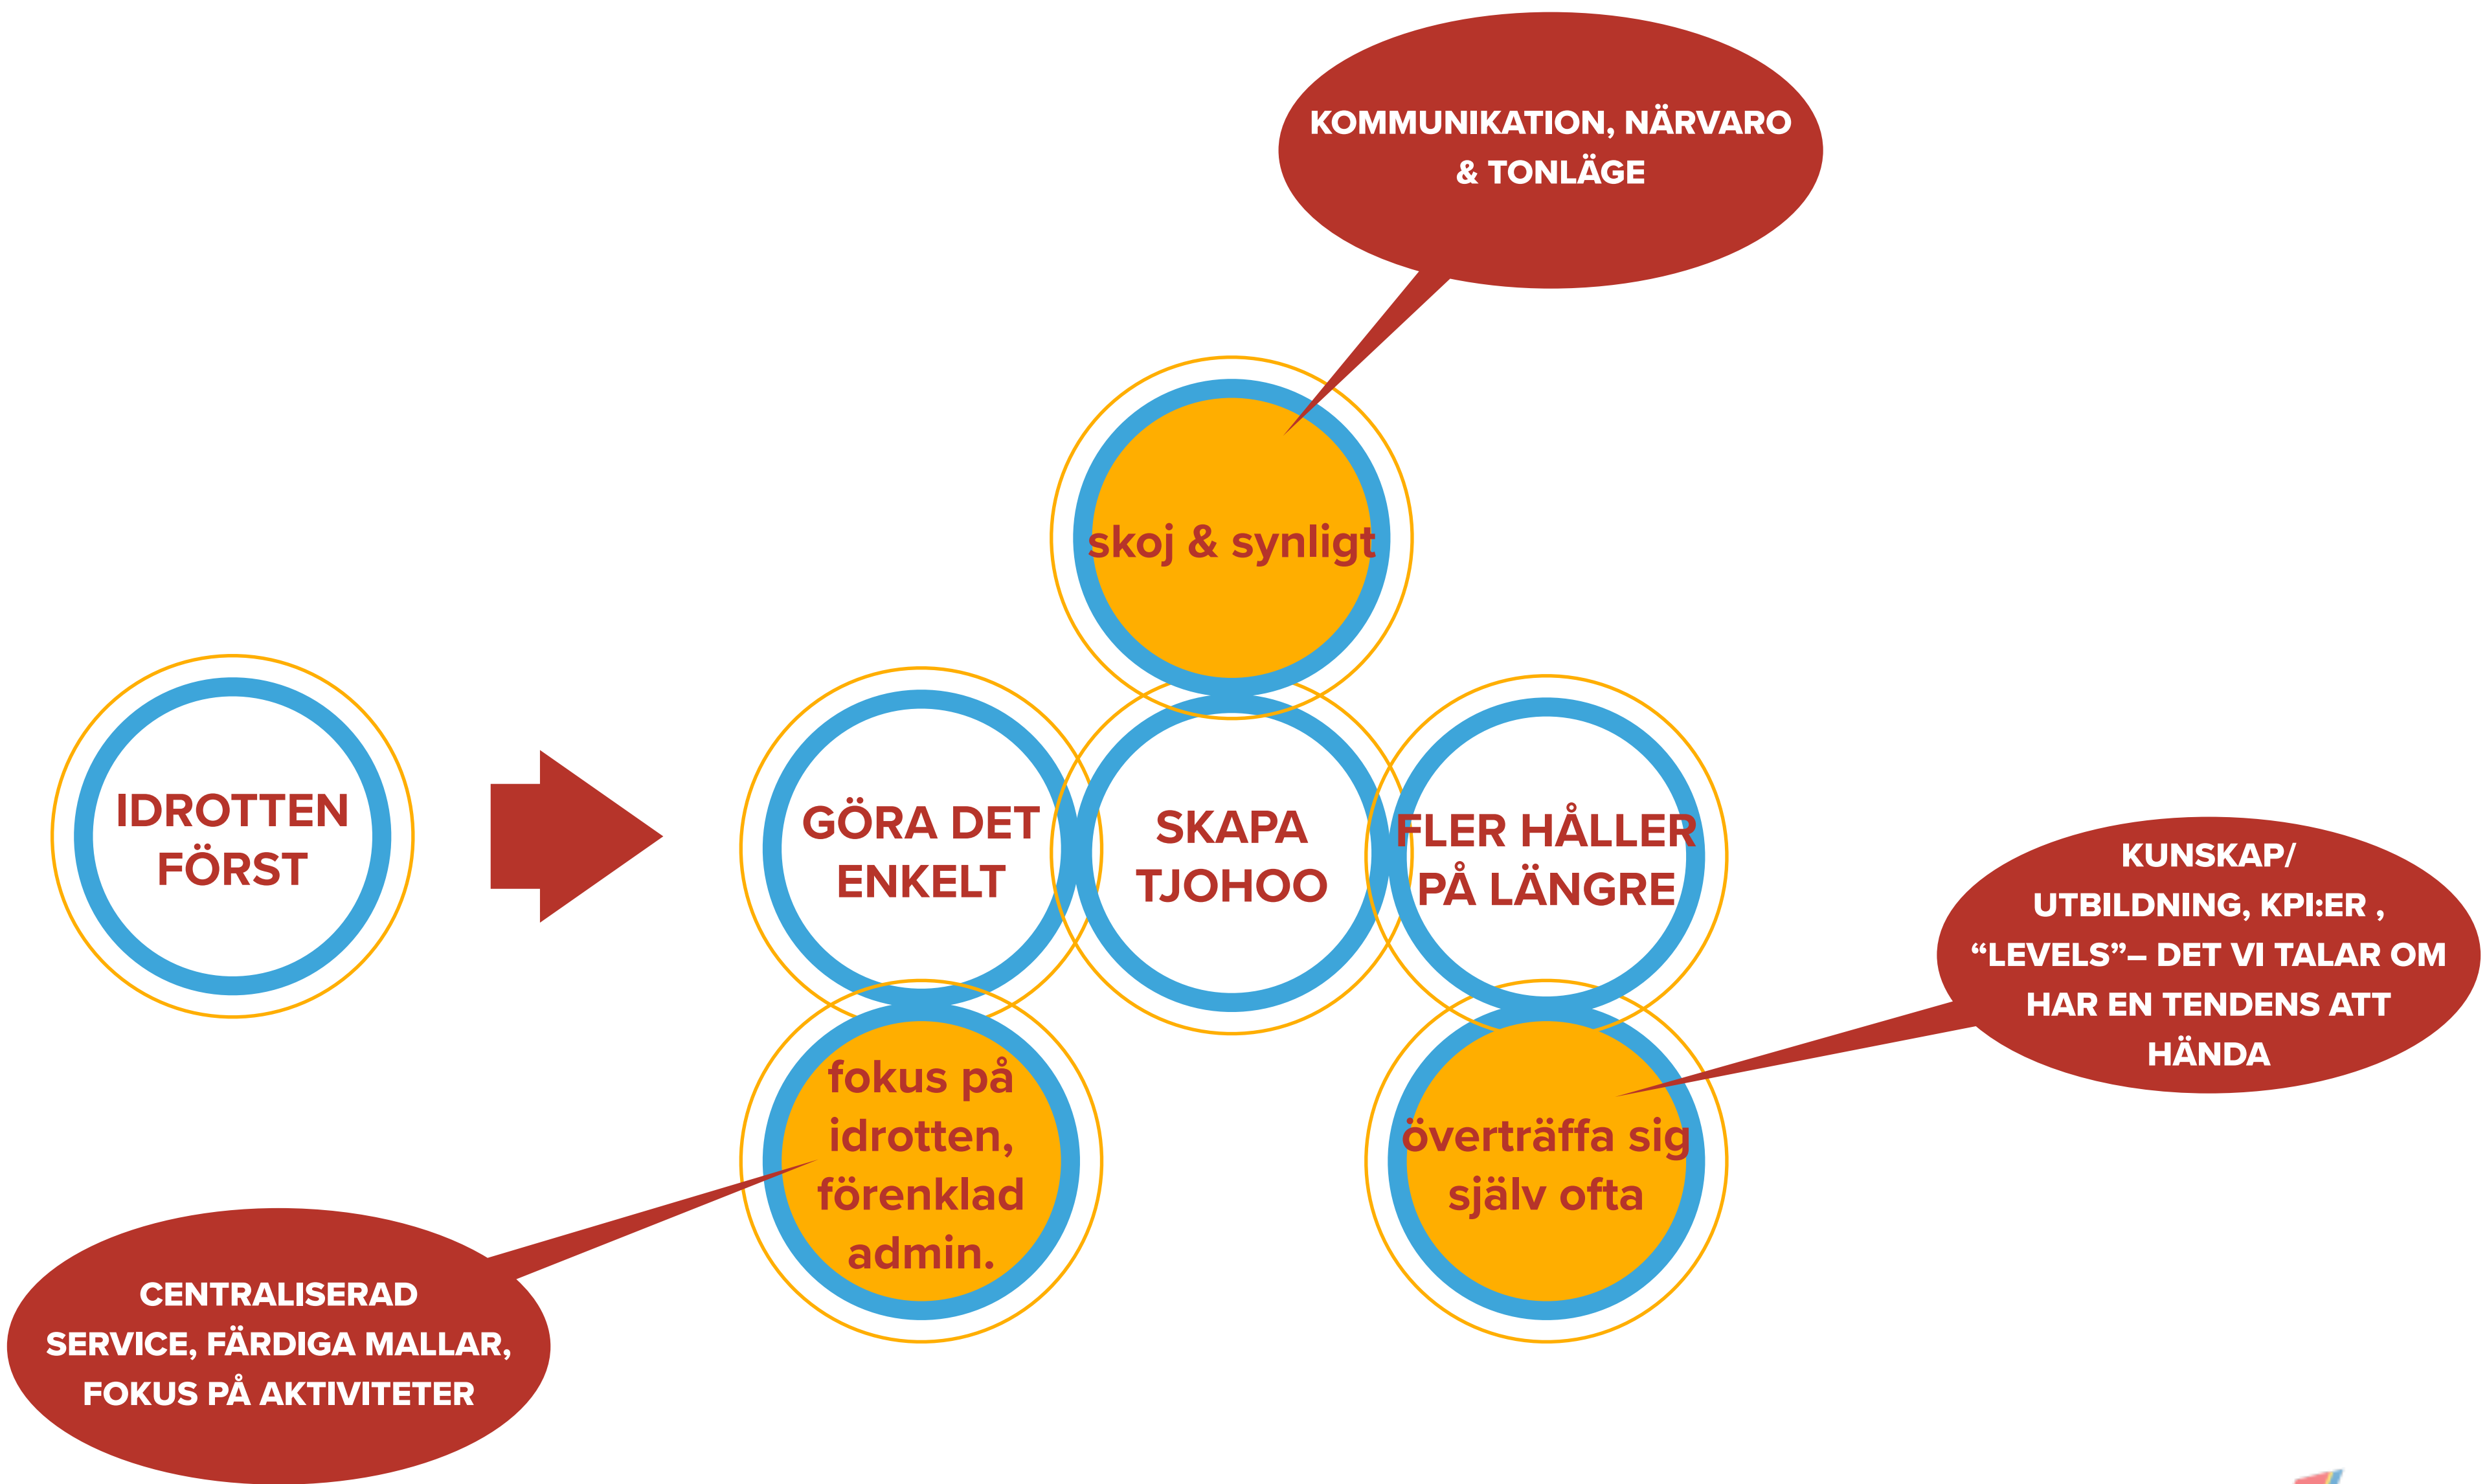 KOMMUNIKATION, NÄRVARO
& TONLÄGE
skoj & synligt
IDROTTEN
FÖRST
GÖRA DET
ENKELT
SKAPA
TJOHOO
FLER HÅLLER
PÅ LÄNGRE
KUNSKAP/
UTBILDNING, KPI:ER ,
“LEVELS”– DET VI TALAR OM
HAR EN TENDENS ATT
HÄNDA
fokus på
idrotten,
förenklad
admin.
överträffa sig
själv ofta
CENTRALISERAD
SERVICE, FÄRDIGA MALLAR,
FOKUS PÅ AKTIVITETER